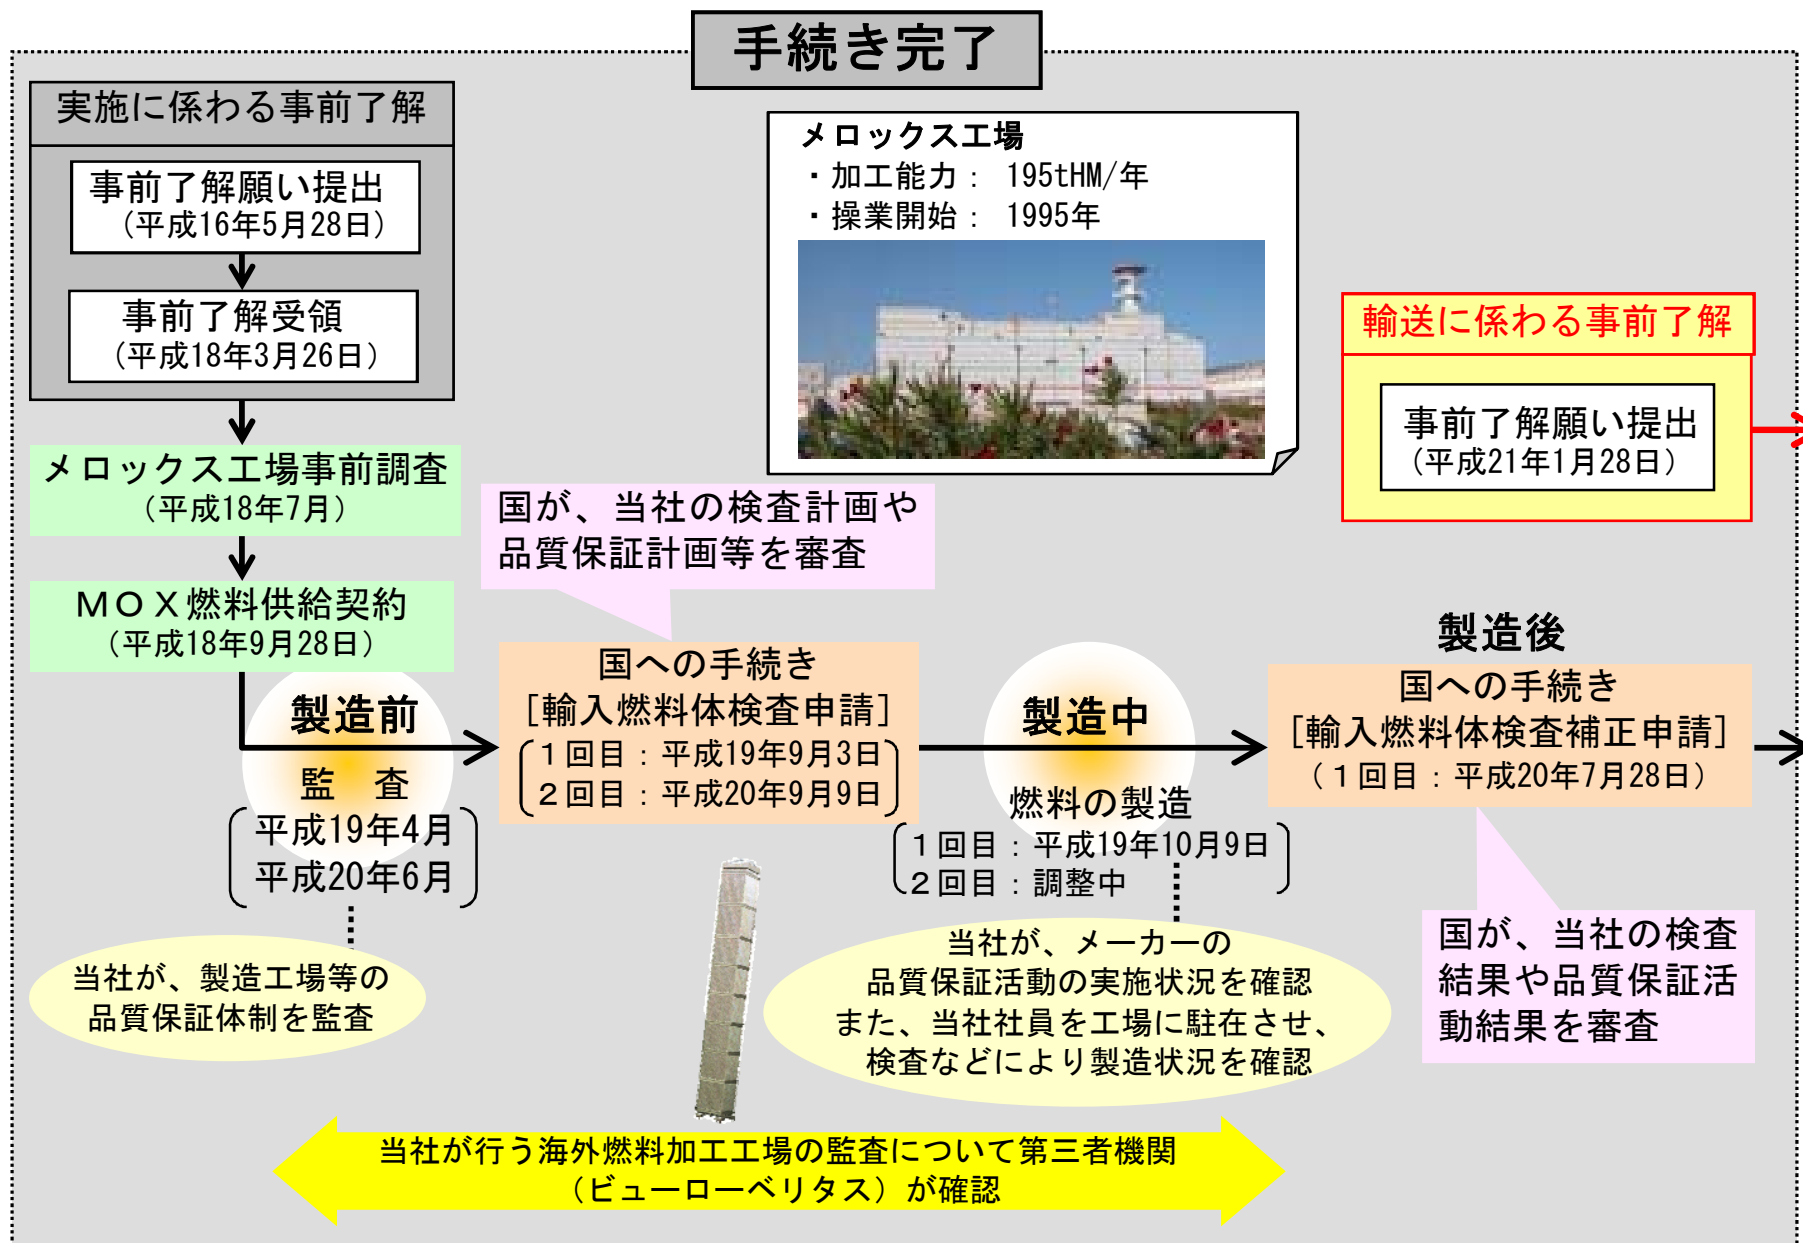 手続き完了
実施に係わる事前了解
事前了解願い提出
（平成16年5月28日）
事前了解受領
（平成18年3月26日）
メロックス工場事前調査
（平成18年7月）
ＭＯＸ燃料供給契約
（平成18年9月28日）
メロックス工場
・加工能力： 195tHM/年
・操業開始： 1995年
輸送に係わる事前了解
事前了解願い提出
（平成21年1月28日）
国が、当社の検査計画や
品質保証計画等を審査
製造前
監　査
平成19年4月
平成20年6月
当社が、製造工場等の
品質保証体制を監査
国への手続き
［輸入燃料体検査申請］
１回目：平成19年9月3日
２回目：平成20年9月9日
製造中
燃料の製造
１回目：平成19年10月9日
２回目：調整中
当社が、メーカーの
品質保証活動の実施状況を確認
また、当社社員を工場に駐在させ、
検査などにより製造状況を確認
製造後
国への手続き
［輸入燃料体検査補正申請］
（１回目：平成20年7月28日）
国が、当社の検査
結果や品質保証活
動結果を審査
当社が行う海外燃料加工工場の監査について第三者機関
（ビューローベリタス）が確認